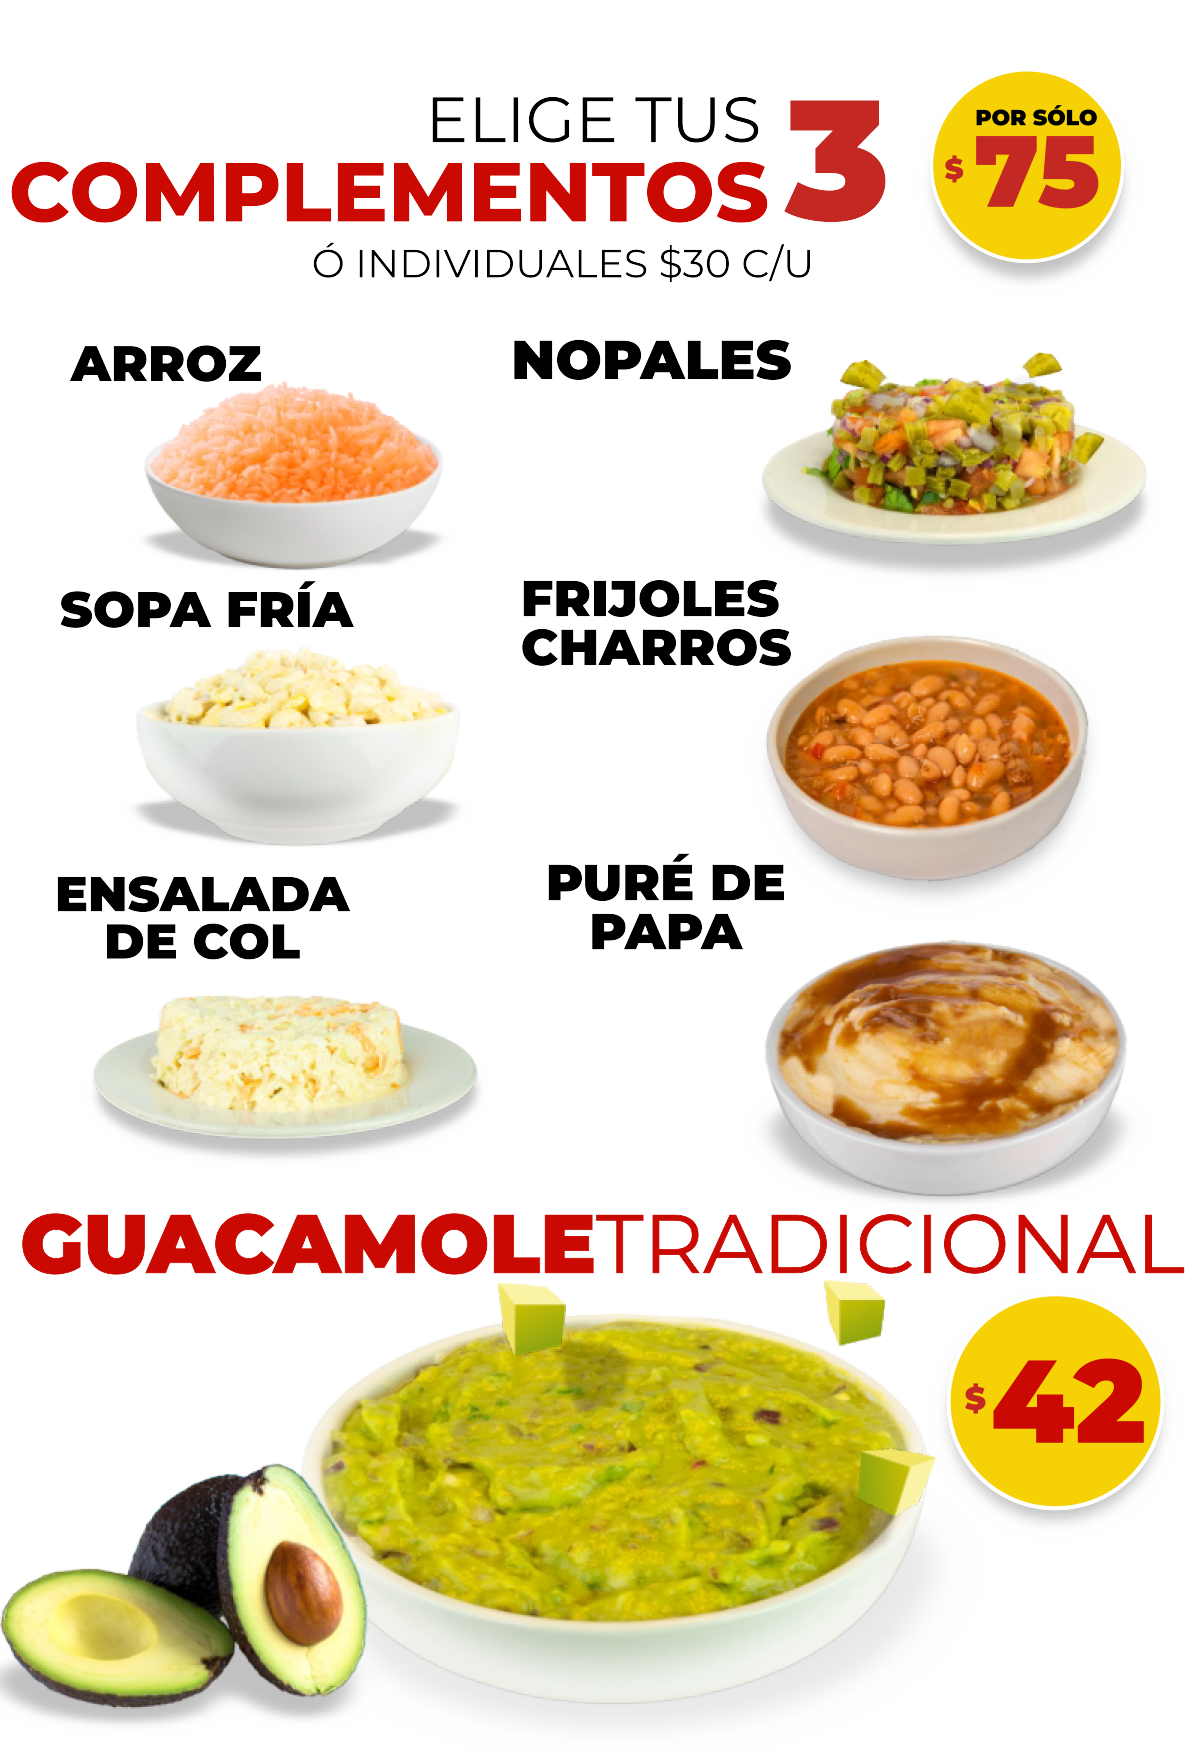 ELIGE TUS
COMPLEMENTOS 3
POR SÓLO
$75
Ó INDIVIDUALES $30 C/U
ARROZ
NOPALES
SOPA FRÍA
FRIJOLES
CHARROS
ENSALADA
DE COL
PURÉ DE
PAPA
GUACAMOLETRADICIONAL
$42